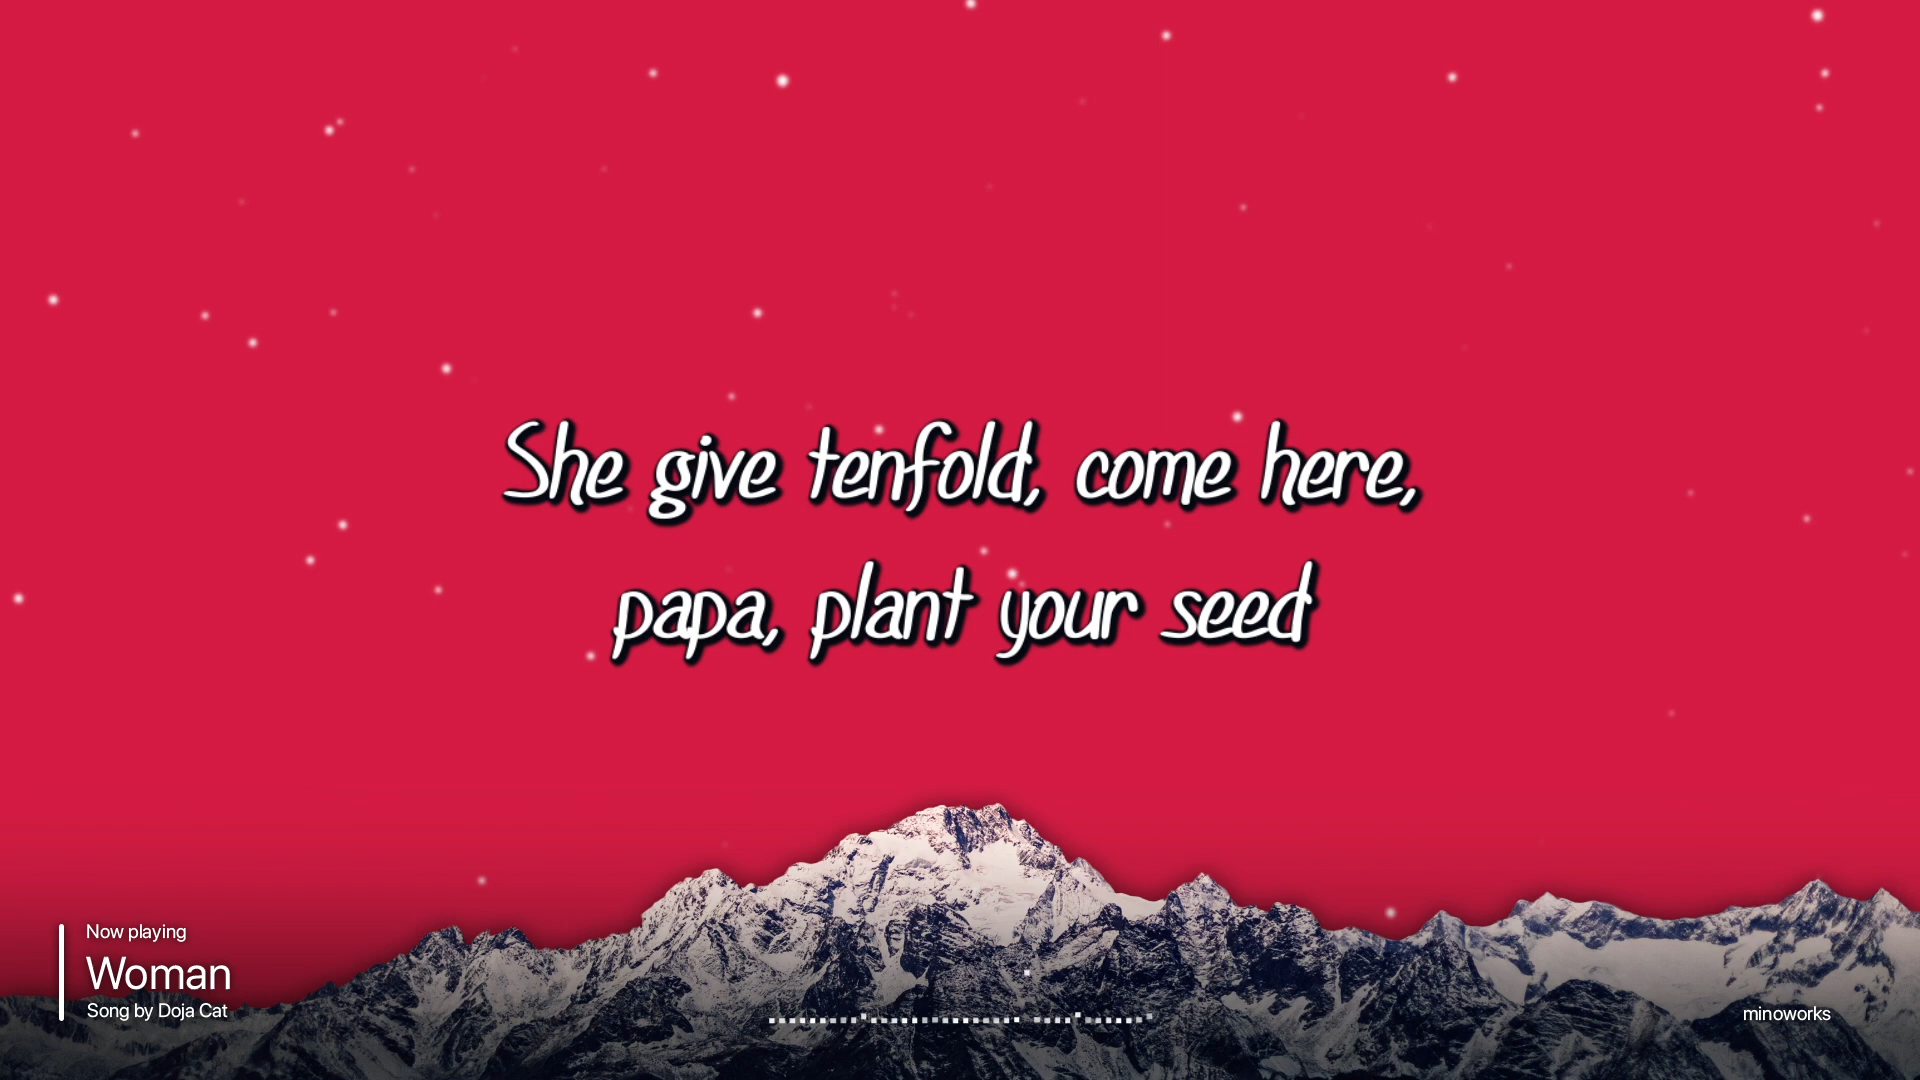 She give tenfold, come here,
papa, plant your seed
Now playing
Woman
Song by Doja Cat
minoworks